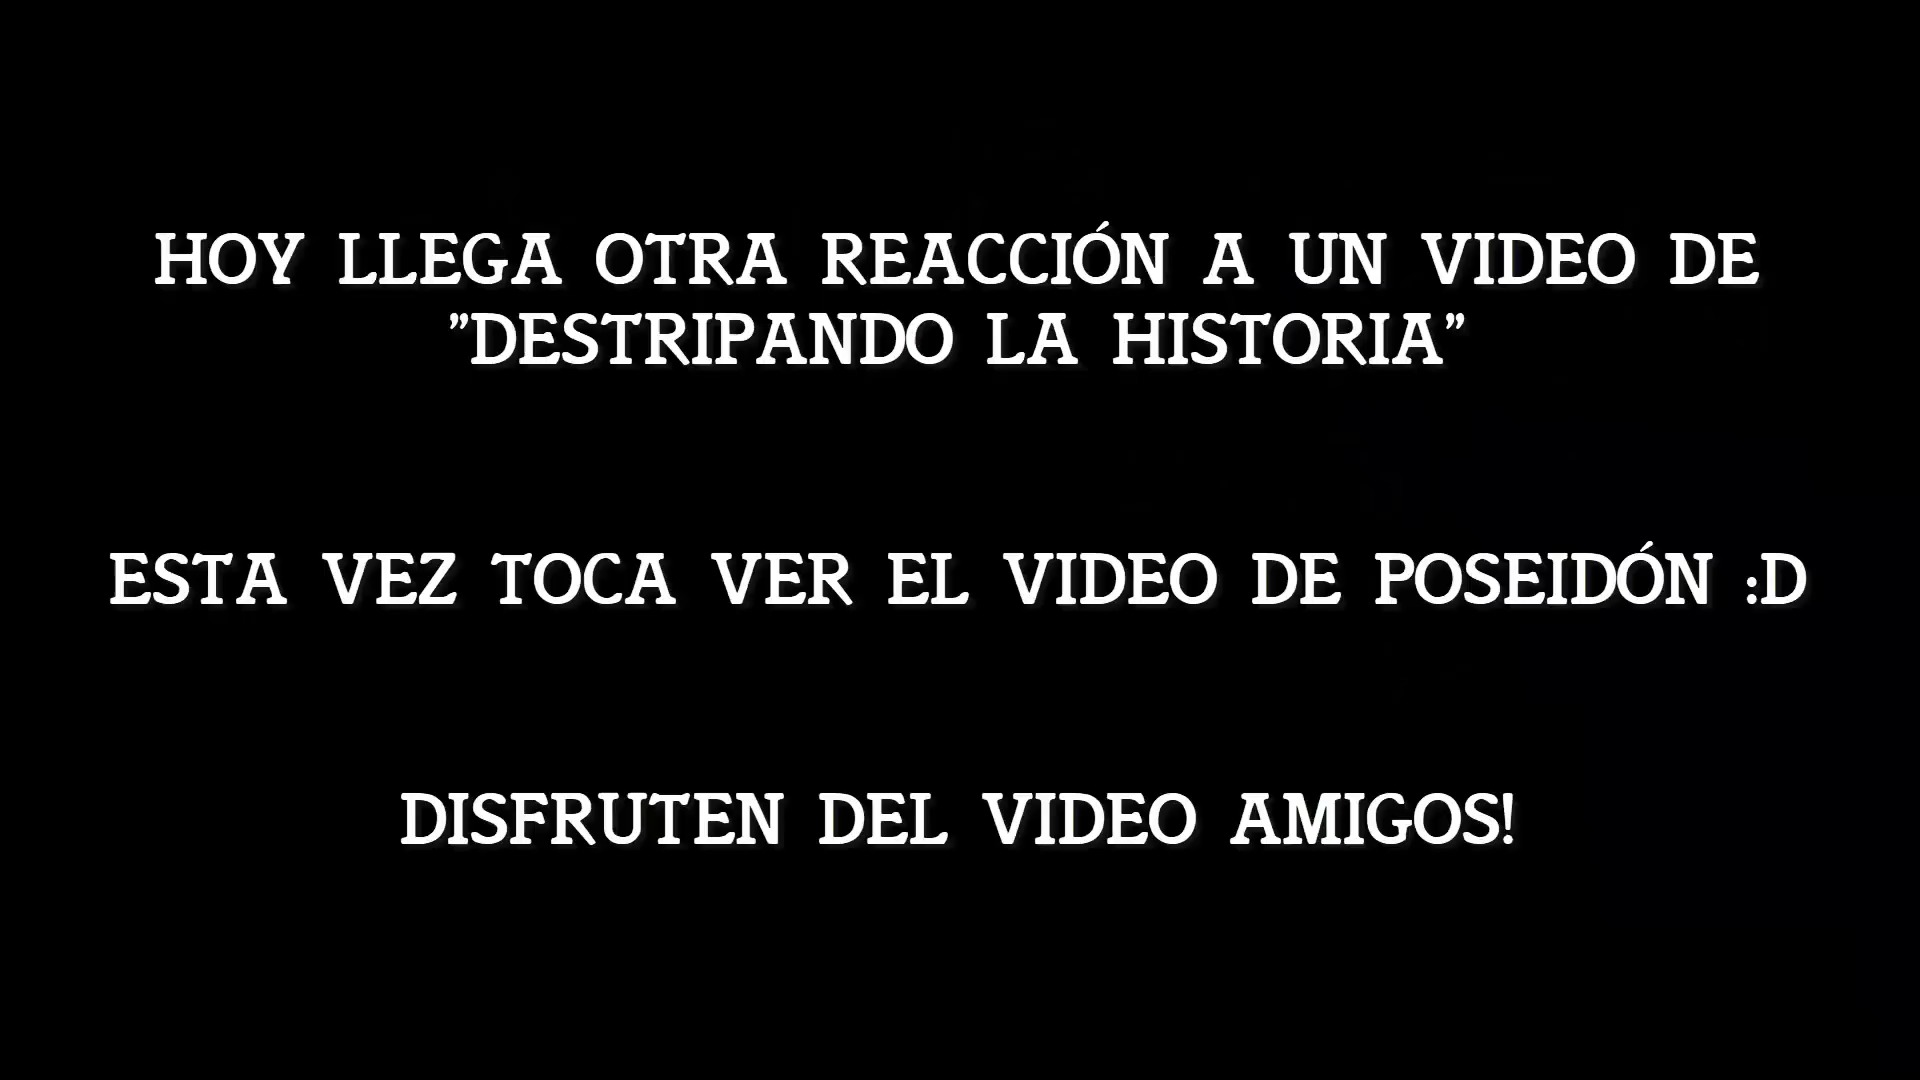 HOY LLEGA OTRA REACCIÓN A UN VIDEO DE
"DESTRIPANDO LA HISTORIA"
ESTA VEZ TOCA VER EL VIDEO DE POSEIDÓN :D
DISFRUTEN DEL VIDEO AMIGOS!